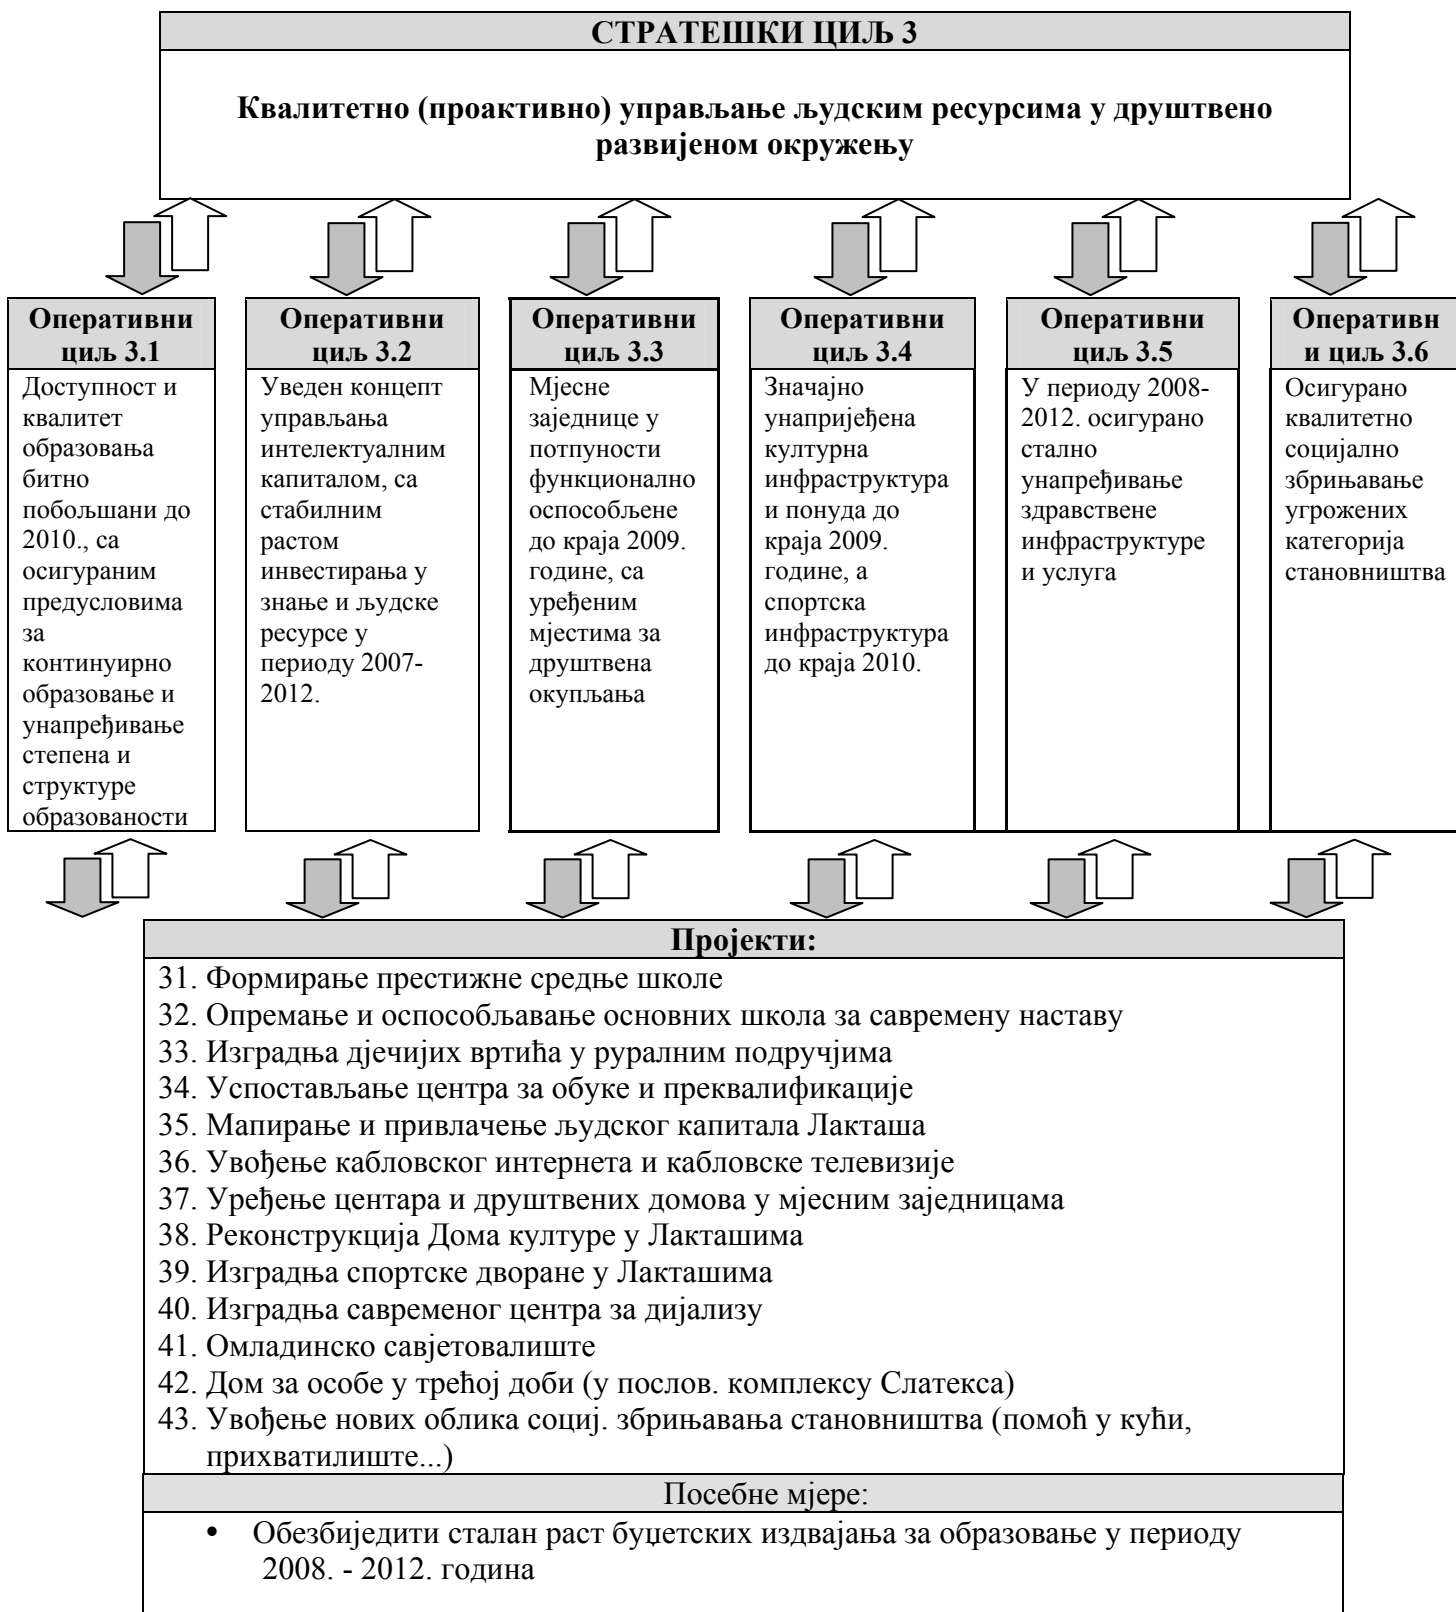 СТРАТЕШКИ ЦИЉ 3
Квалитетно (проактивно) управљање људским ресурсима у друштвено
развијеном окружењу
Оперативни
циљ 3.1
Доступност и
квалитет
образовања
битно
побољшани до
2010., са
осигураним
предусловима
за
континуирно
образовање и
унапређивање
степена и
структуре
образованости
Оперативни
циљ 3.2
Уведен концепт
управљања
интелектуалним
капиталом, са
стабилним
растом
инвестирања у
знање и људске
ресурсе у
периоду 2007-
2012.
Оперативни
циљ 3.3
Мјесне
заједнице у
потпуности
функционално
оспособљене
до краја 2009.
године, са
уређеним
мјестима за
друштвена
окупљања
Оперативни
циљ 3.4
Значајно
унапријеђена
културна
инфраструктура
и понуда до
краја 2009.
године, а
спортска
инфраструктура
до краја 2010.
Оперативни
циљ 3.5
У периоду 2008-
2012. осигурано
стално
унапређивање
здравствене
инфраструктуре
и услуга
Оперативн
и циљ 3.6
Осигурано
квалитетно
социјално
збрињавање
угрожених
категорија
становништва
Пројекти:
31. Формирање престижне средње школе
32. Опремање и оспособљавање основних школа за савремену наставу
33. Изградња дјечијих вртића у руралним подручјима
34. Успостављање центра за обуке и преквалификације
35. Мапирање и привлачење људског капитала Лакташа
36. Увођење кабловског интернета и кабловске телевизије
37. Уређење центара и друштвених домова у мјесним заједницама
38. Реконструкција Дома културе у Лакташима
39. Изградња спортске дворане у Лакташима
40. Изградња савременог центра за дијализу
41. Омладинско савјетовалиште
42. Дом за особе у трећој доби (у послов. комплексу Слатекса)
43. Увођење нових облика социј. збрињавања становништва (помоћ у кући,
прихватилиште...)
Посебне мјере:
• Обезбиједити сталан раст буџетских издвајања за образовање у периоду
2008. - 2012. година